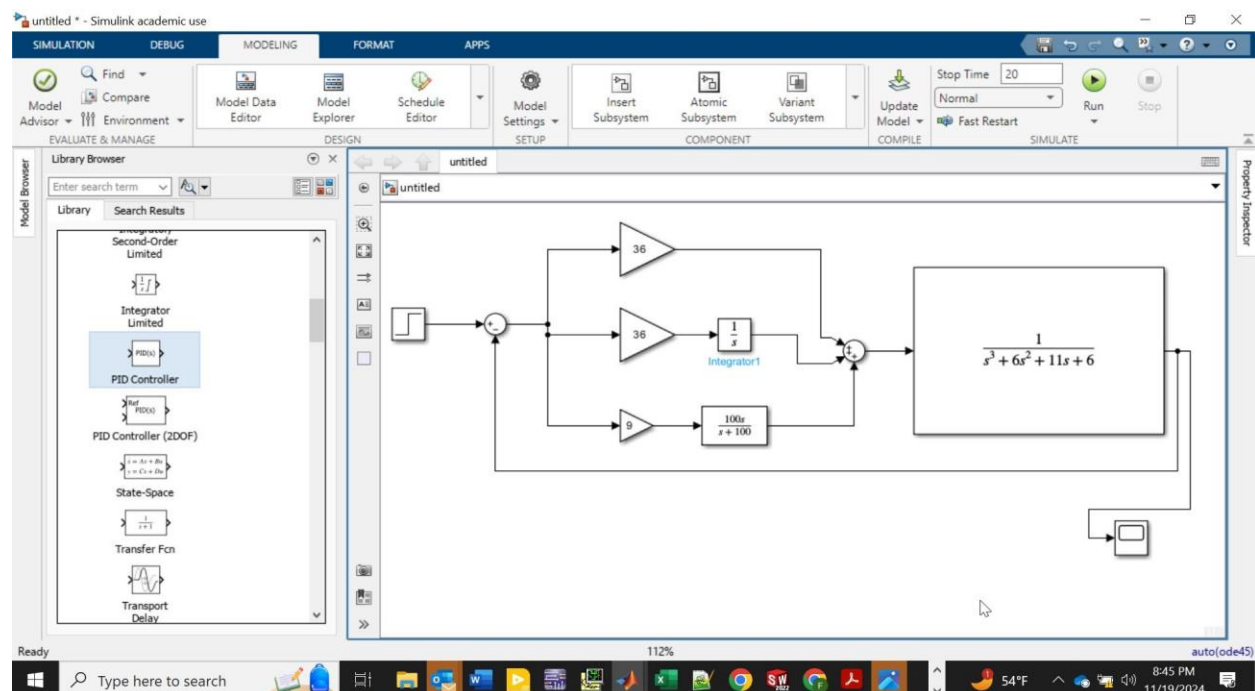 untitled * - Simulink academic use
SIMULATION DEBUG MODELING FORMAT APPS
Model Advisor
Find
Compare
Environment
EVALUATE & MANAGE
Model Data Editor
Model Explorer
Schedule Editor
DESIGN
Model Settings
SETUP
Insert Subsystem
Atomic Subsystem
Variant Subsystem
COMPONENT
Update Model
COMPILE
Stop Time 20
Normal
Fast Restart
Run
Stop
SIMULATE
Model Browser
Library Browser
Enter search term
Library Search Results
Second-Order
Limited
Integrator
Limited
PID(s)
PID Controller
Ref
PID(s)
PID Controller (2DOF)
State-Space
1
s+1
Transfer Fcn
Transport
Delay
untitled
untitled
36
36
1
s
Integrator1
9
100s
s + 100
1
s³ + 6s² + 11s + 6
Property Inspector
Ready 112% auto(ode45)
Type here to search
54°F
8:45 PM
11/19/2024